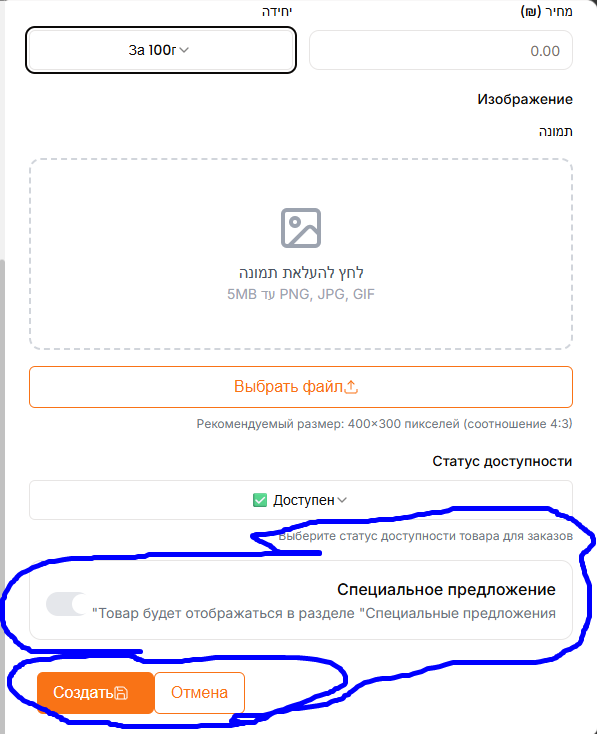 מחיר (₪)
יחידה
0.00
За 100г
Изображение
תמונה
לחץ להעלאת תמונה
PNG, JPG, GIF עד 5MB
Выбрать файл
Рекомендуемый размер: 400×300 пикселей (соотношение 4:3)
Статус доступности
✅ Доступен
Выберите статус доступности товара для заказов
Специальное предложение
"Товар будет отображаться в разделе "Специальные предложения
Создать
Отмена